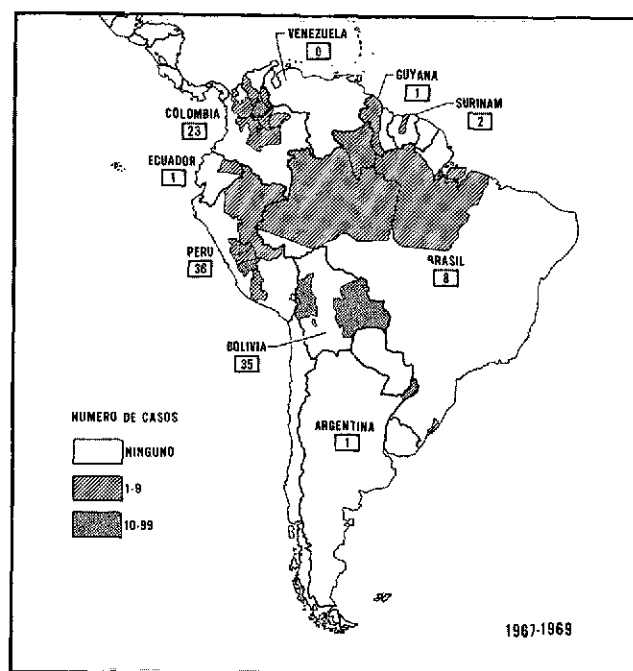 VENEZUELA
0
GUYANA
1
SURINAM
2
COLOMBIA
23
ECUADOR
1
PERU
36
BRASIL
8
BOLIVIA
35
ARGENTINA
1
NUMERO DE CASOS
NINGUNO
1-9
10-99
1967-1969